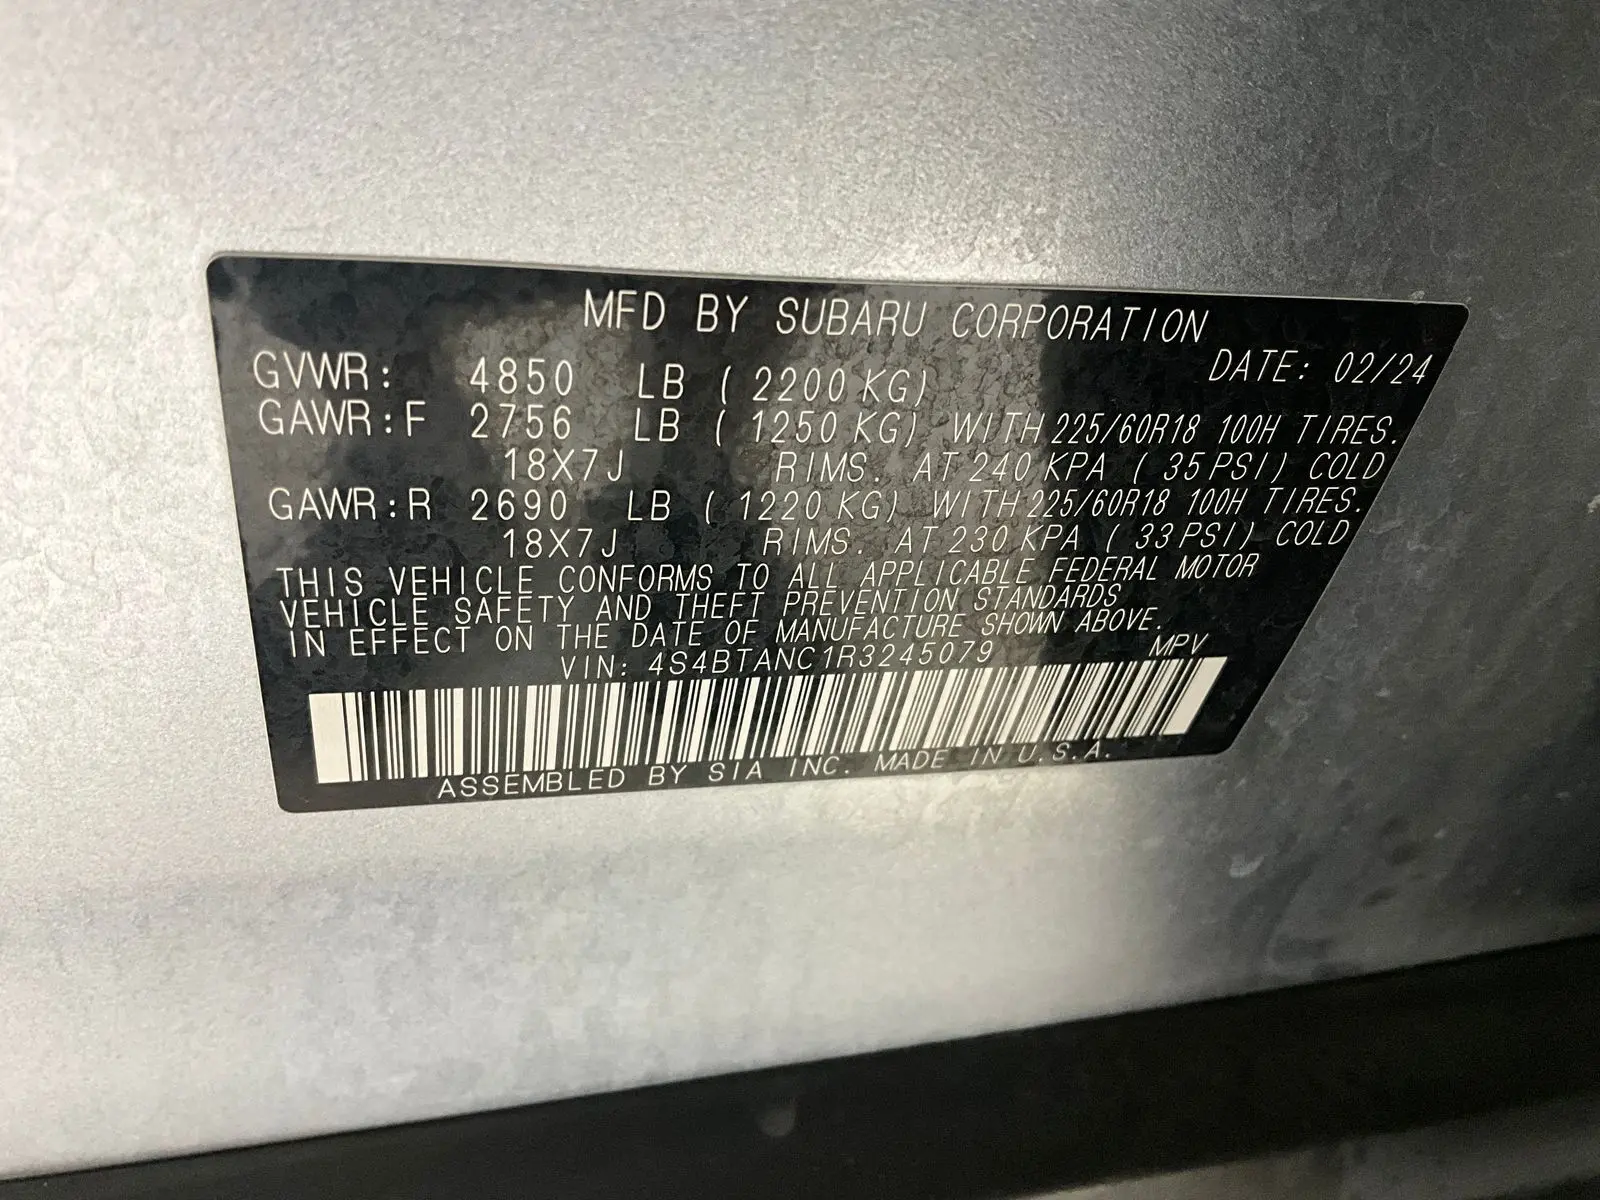 MFD BY SUBARU CORPORATION
DATE: 02/24
GVWR: 4850 LB ( 2200 KG)
GAWR:F 2756 LB ( 1250 KG) WITH 225/60R18 100H TIRES.
18X7J RIMS. AT 240 KPA ( 35 PSI) COLD
GAWR:R 2690 LB ( 1220 KG) WITH 225/60R18 100H TIRES.
18X7J RIMS. AT 230 KPA ( 33 PSI) COLD
THIS VEHICLE CONFORMS TO ALL APPLICABLE FEDERAL MOTOR
VEHICLE SAFETY AND THEFT PREVENTION STANDARDS
IN EFFECT ON THE DATE OF MANUFACTURE SHOWN ABOVE.
VIN: 4S4BTANC1R3245079 MPV
ASSEMBLED BY SIA INC. MADE IN U.S.A.